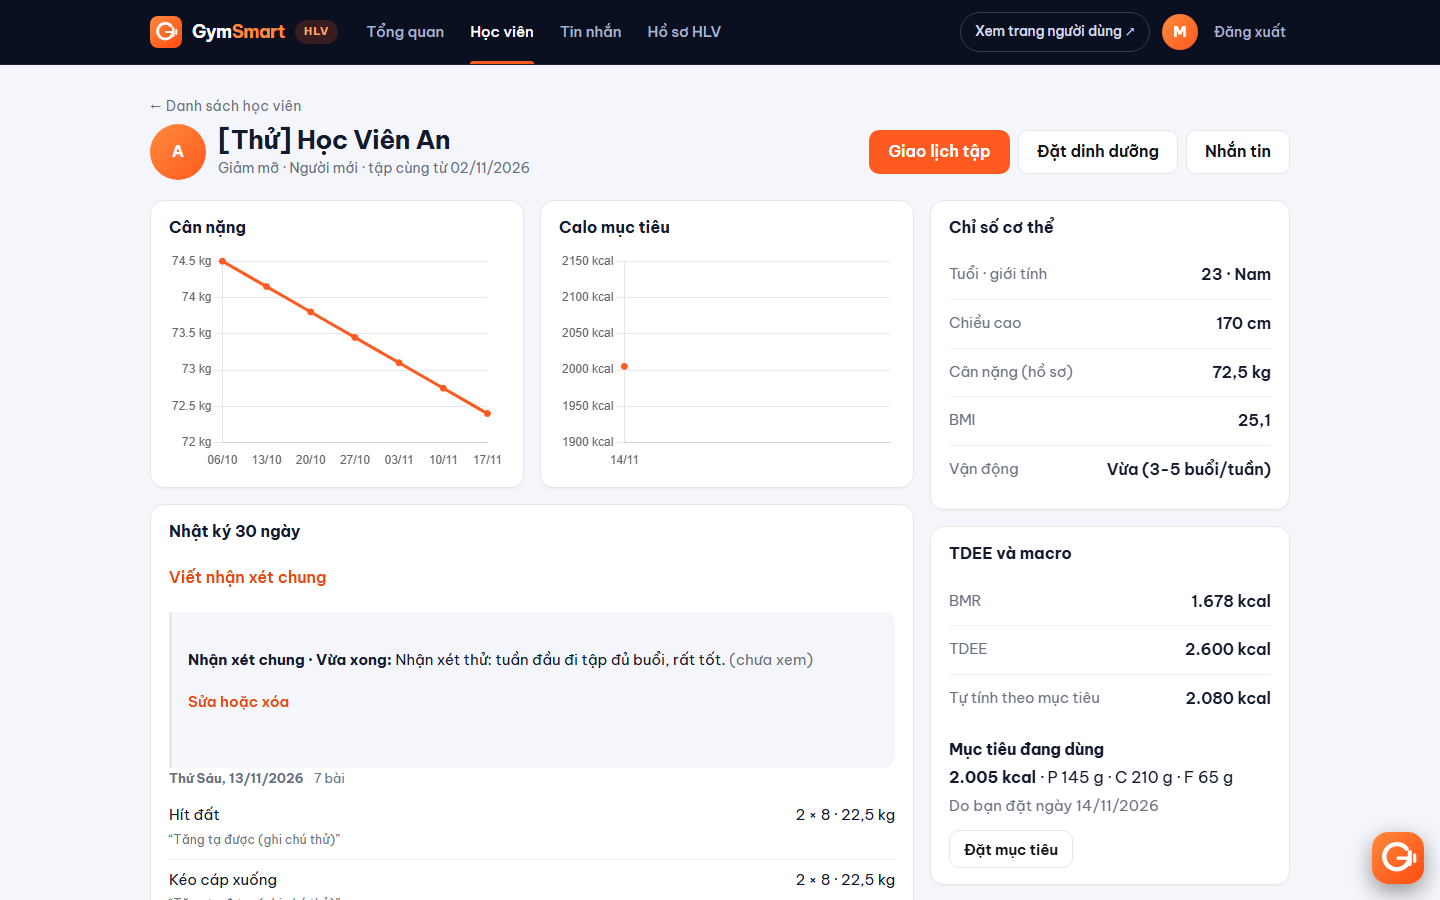 GymSmart HLV Tổng quan Học viên Tin nhắn Hồ sơ HLV Xem trang người dùng ↗ M Đăng xuất
← Danh sách học viên
A
[Thử] Học Viên An
Giảm mỡ · Người mới · tập cùng từ 02/11/2026
Giao lịch tập Đặt dinh dưỡng Nhắn tin
Cân nặng
74.5 kg
74 kg
73.5 kg
73 kg
72.5 kg
72 kg
06/10 13/10 20/10 27/10 03/11 10/11 17/11
Calo mục tiêu
2150 kcal
2100 kcal
2050 kcal
2000 kcal
1950 kcal
1900 kcal
14/11
Chỉ số cơ thể
Tuổi · giới tính 23 · Nam
Chiều cao 170 cm
Cân nặng (hồ sơ) 72,5 kg
BMI 25,1
Vận động Vừa (3-5 buổi/tuần)
Nhật ký 30 ngày
Viết nhận xét chung
Nhận xét chung · Vừa xong: Nhận xét thử: tuần đầu đi tập đủ buổi, rất tốt. (chưa xem)
Sửa hoặc xóa
Thứ Sáu, 13/11/2026 7 bài
Hít đất 2 × 8 · 22,5 kg
“Tăng tạ được (ghi chú thử)”
Kéo cáp xuống 2 × 8 · 22,5 kg
TDEE và macro
BMR 1.678 kcal
TDEE 2.600 kcal
Tự tính theo mục tiêu 2.080 kcal
Mục tiêu đang dùng
2.005 kcal · P 145 g · C 210 g · F 65 g
Do bạn đặt ngày 14/11/2026
Đặt mục tiêu